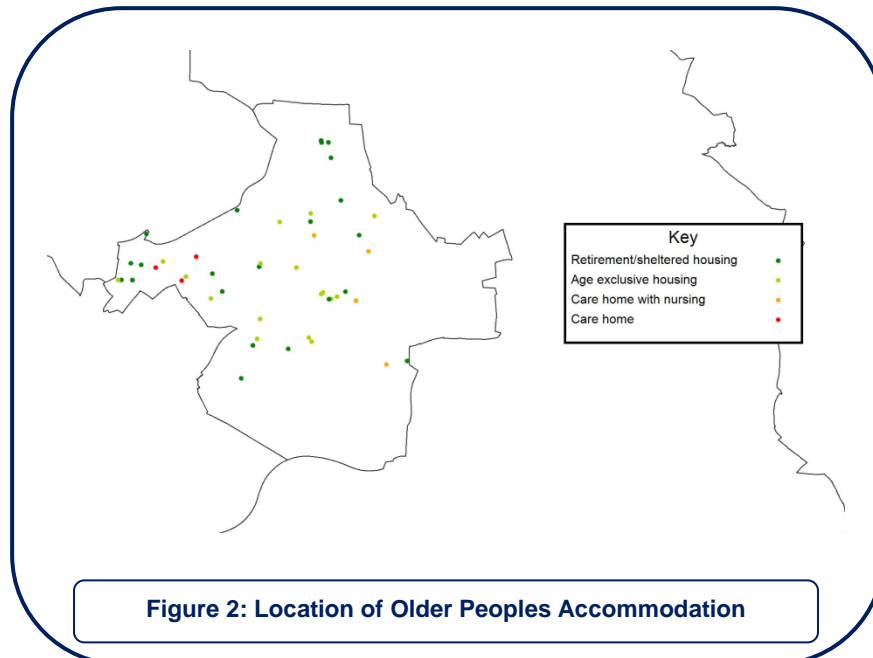 Key
Retirement/sheltered housing
Age exclusive housing
Care home with nursing
Care home
Figure 2: Location of Older Peoples Accommodation